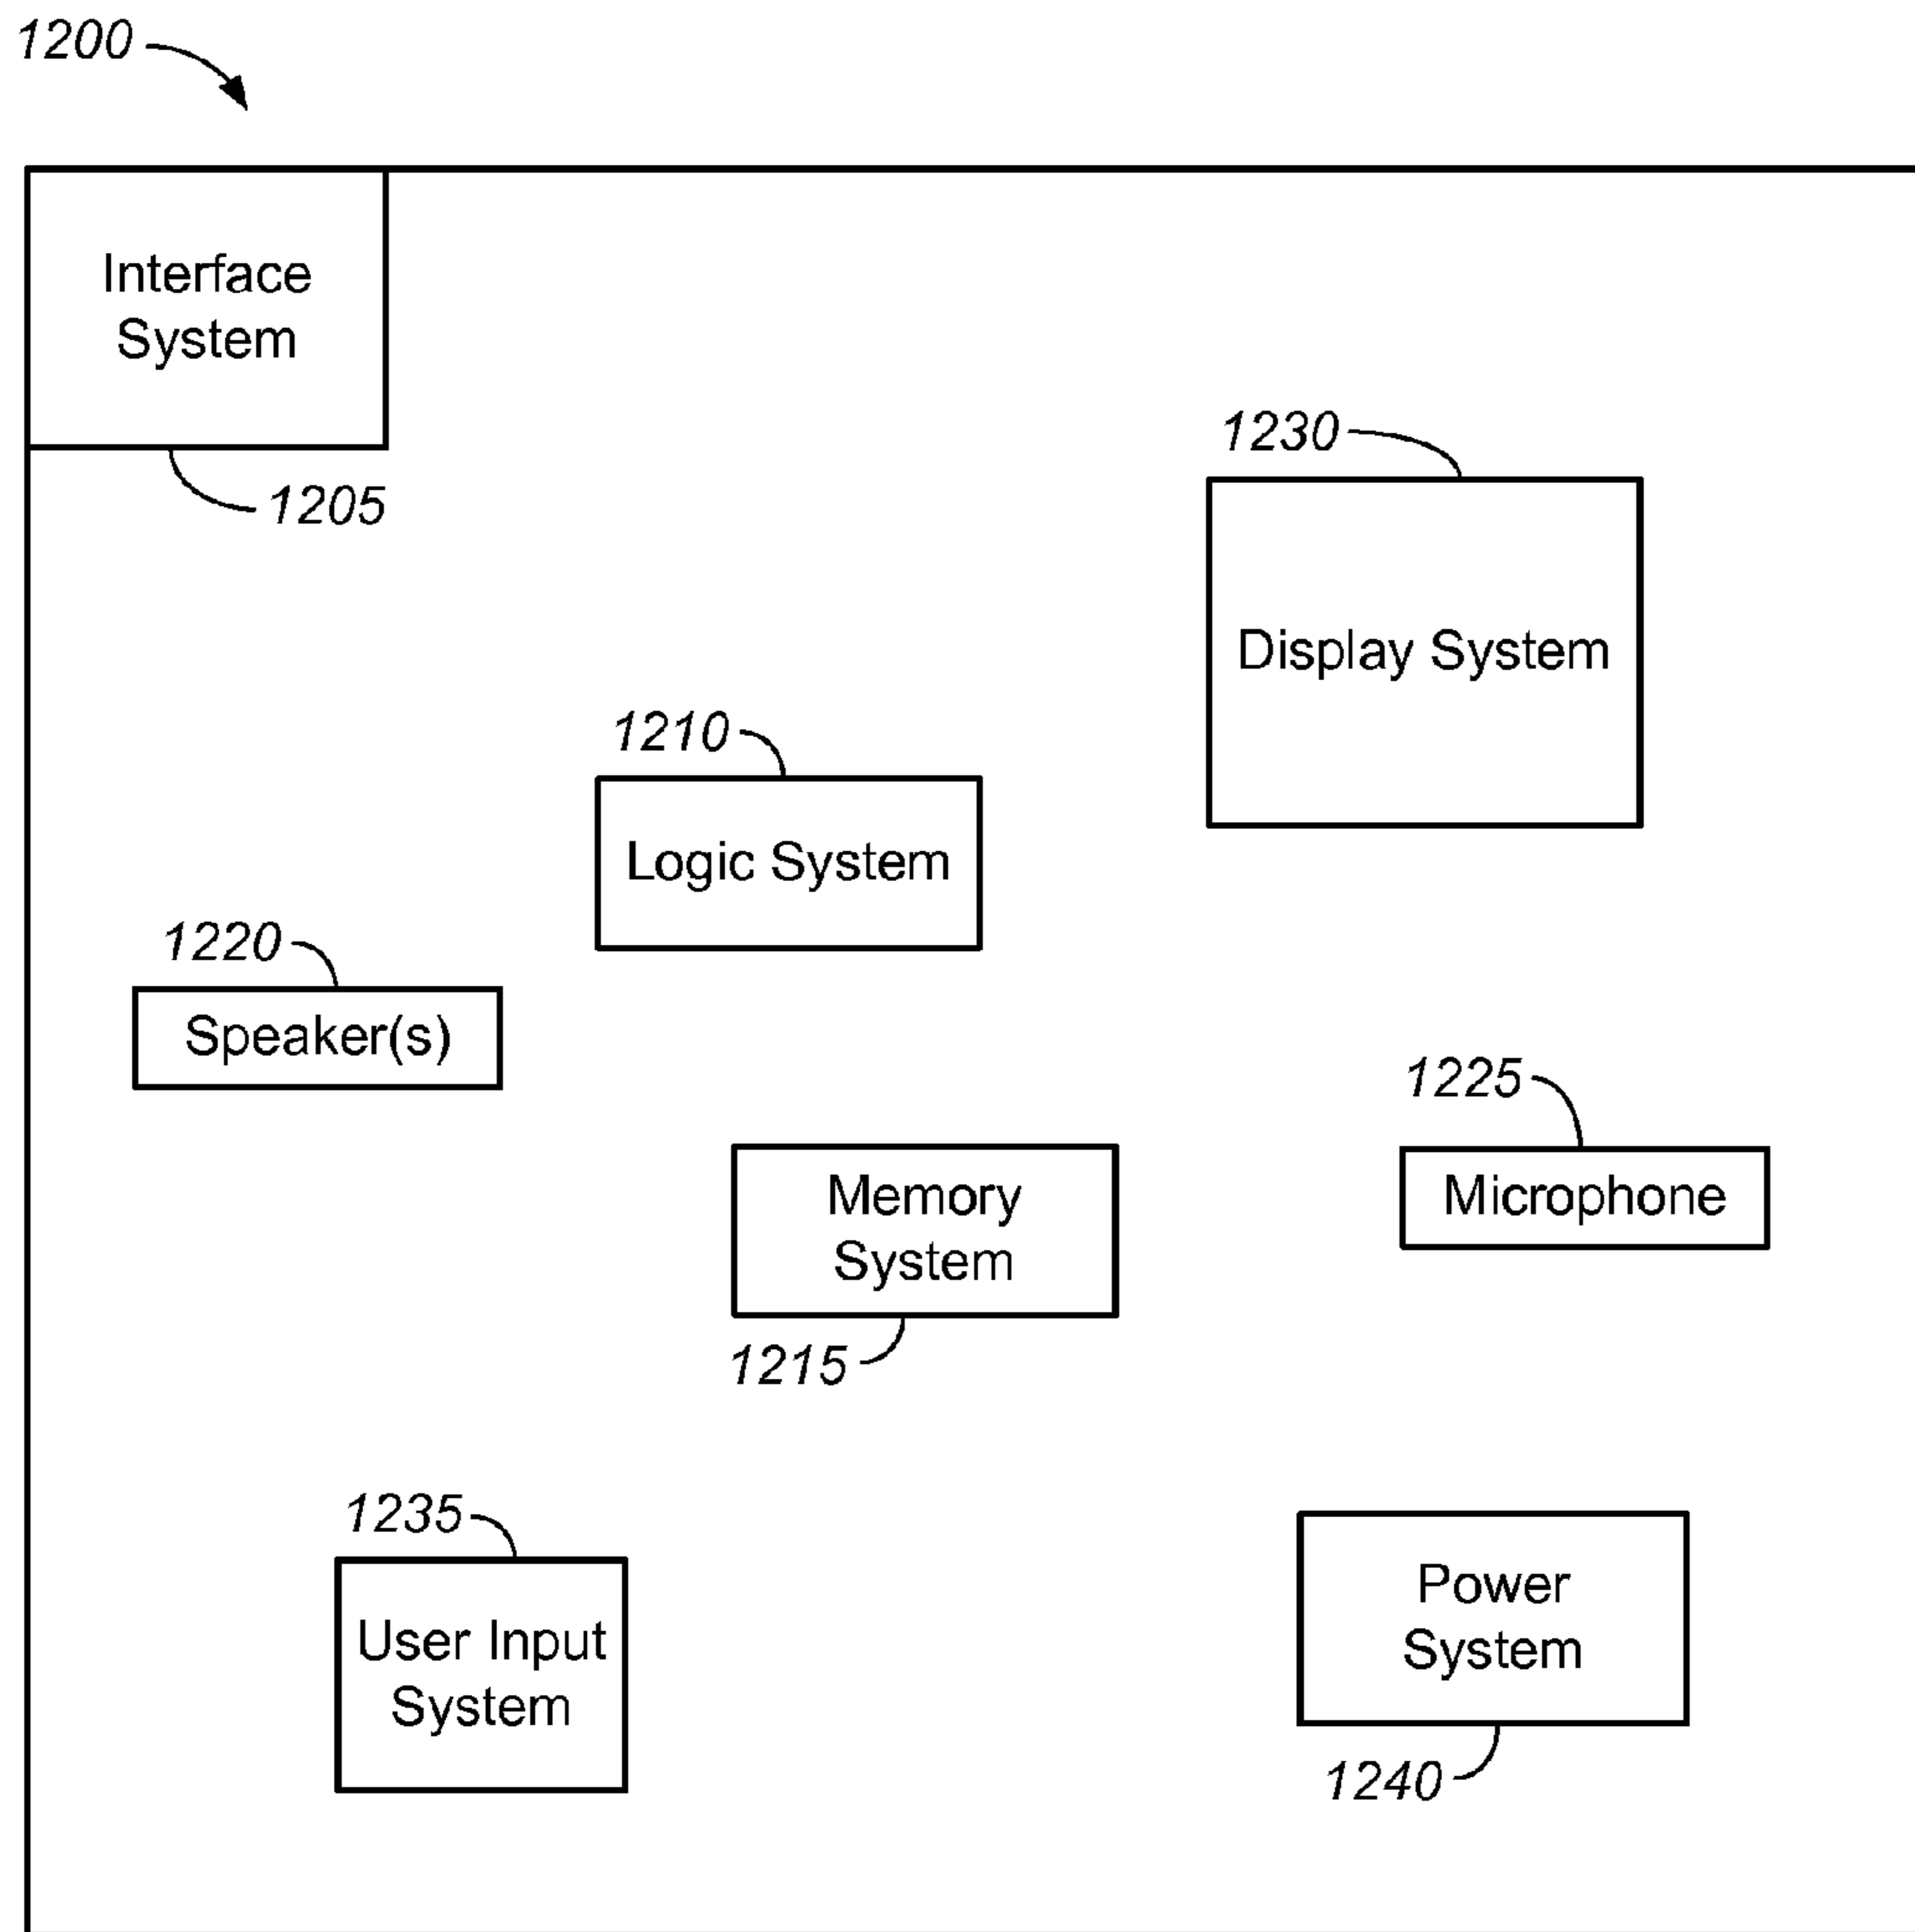 1200
Interface
System
1205
1230
Display System
1210
Logic System
1220
Speaker(s)
1225
Microphone
Memory
System
1215
1235
User Input
System
Power
System
1240